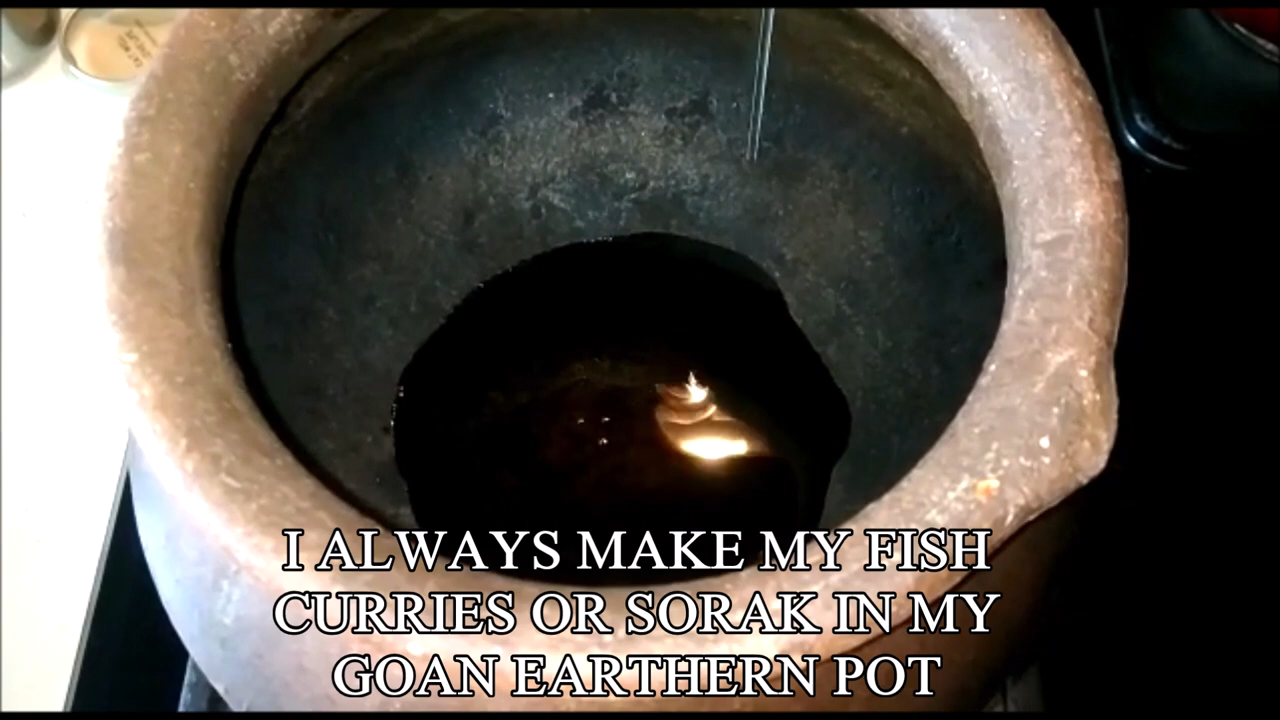 I ALWAYS MAKE MY FISH
CURRIES OR SORAK IN MY
GOAN EARTHERN POT